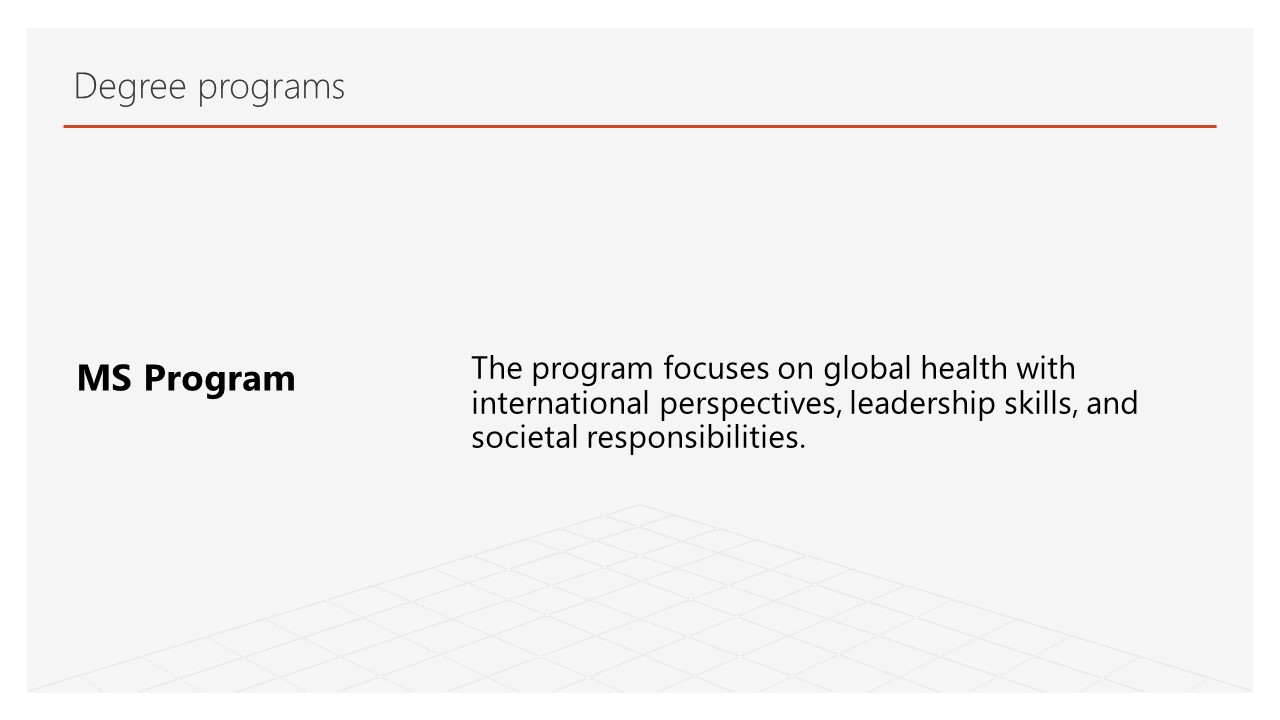 Degree programs
MS Program
The program focuses on global health with
international perspectives, leadership skills, and
societal responsibilities.